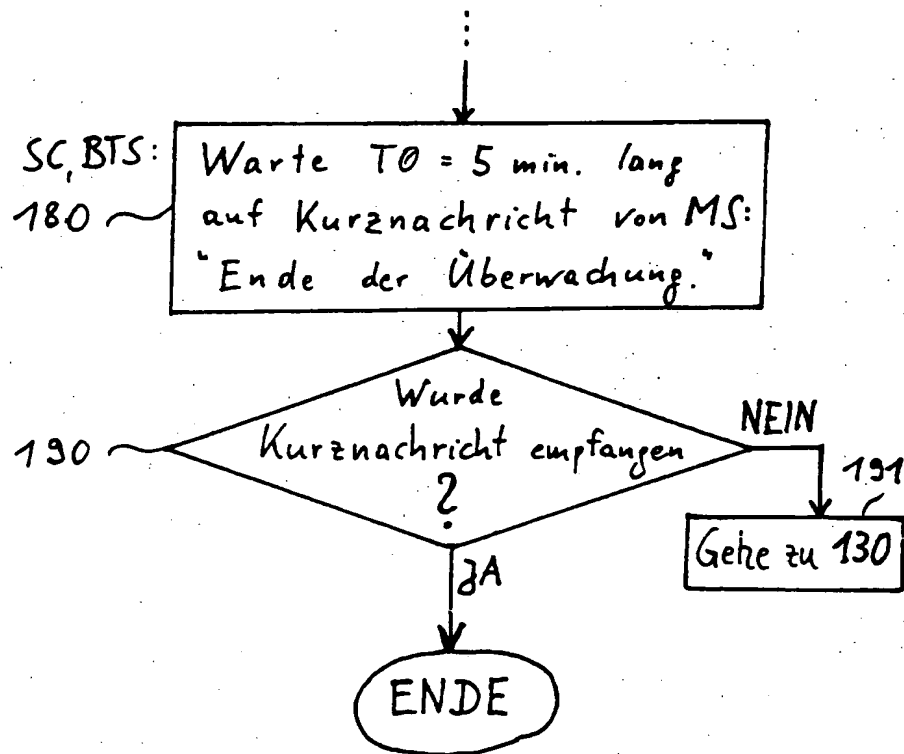 SC, BTS:
180
Warte TØ = 5 min. lang
auf Kurznachricht von MS:
"Ende der Überwachung."
190
Wurde
Kurznachricht empfangen
?
NEIN
191
Gehe zu 130
JA
ENDE